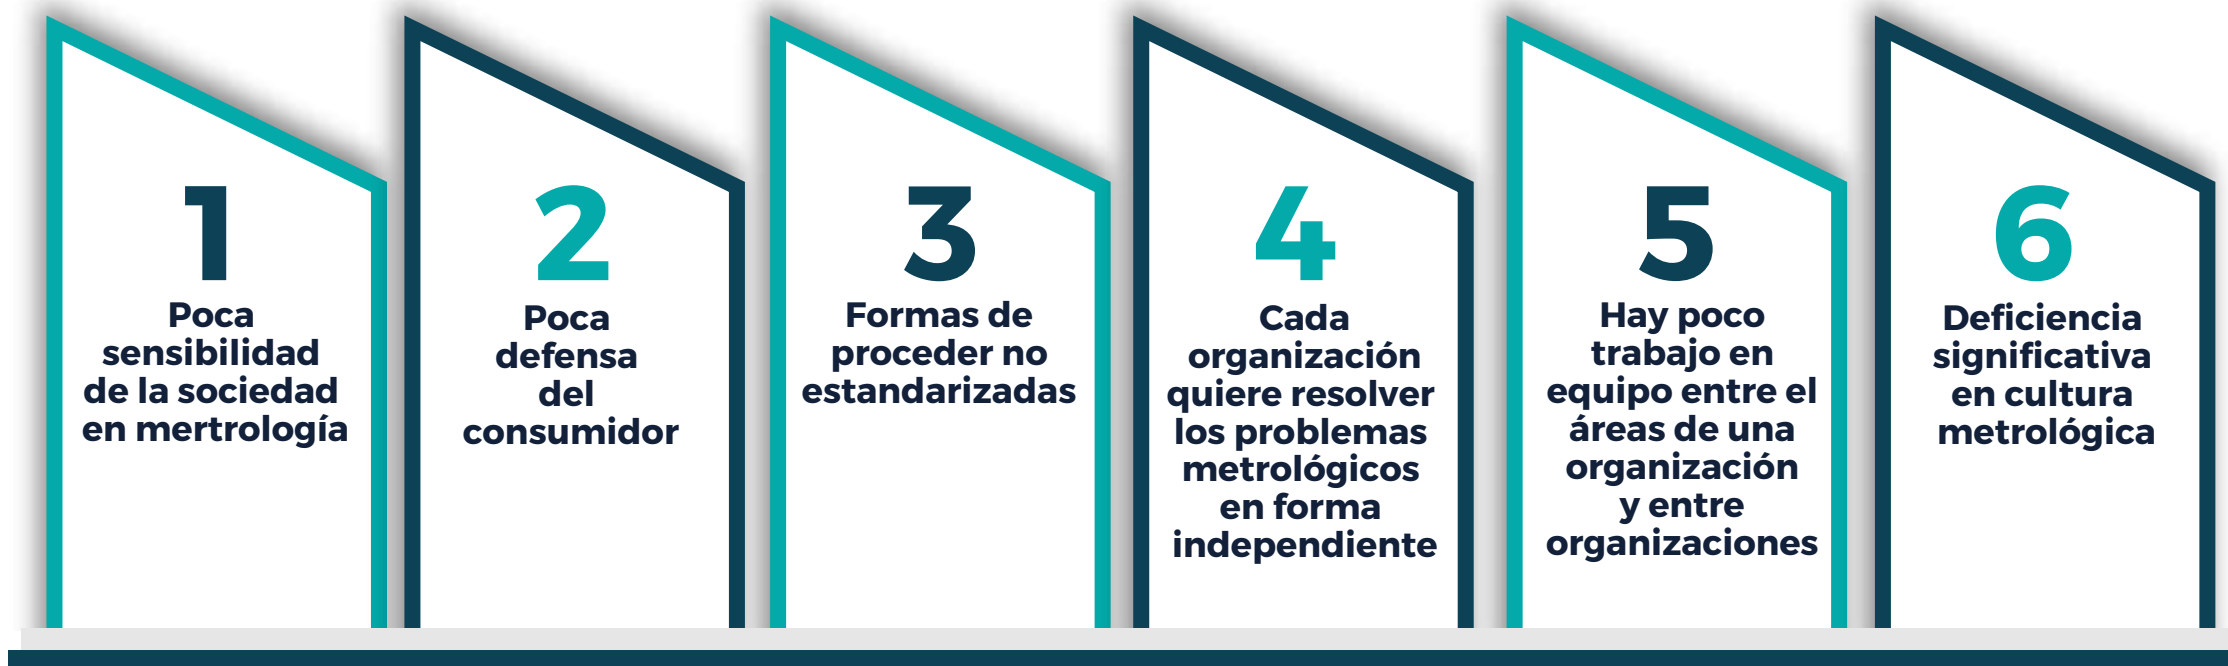 1
Poca
sensibilidad
de la sociedad
en mertrología
2
Poca
defensa
del
consumidor
3
Formas de
proceder no
estandarizadas
4
Cada
organización
quiere resolver
los problemas
metrológicos
en forma
independiente
5
Hay poco
trabajo en
equipo entre el
áreas de una
organización
y entre
organizaciones
6
Deficiencia
significativa
en cultura
metrológica